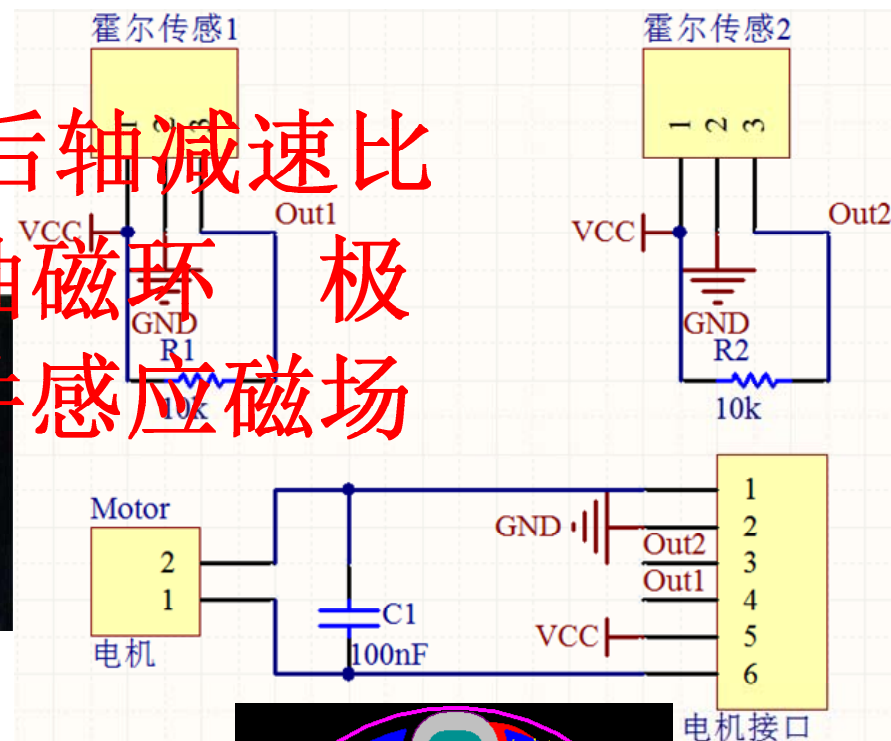 霍尔传感1
霍尔传感2
1 2 3
1 2 3
后轴减速比
VCC
Out1
VCC
Out2
轴磁环 极
GND
R1
10k
GND
R2
10k
感应磁场
Motor
2
1
电机
C1
100nF
GND
Out2
Out1
VCC
1
2
3
4
5
6
电机接口